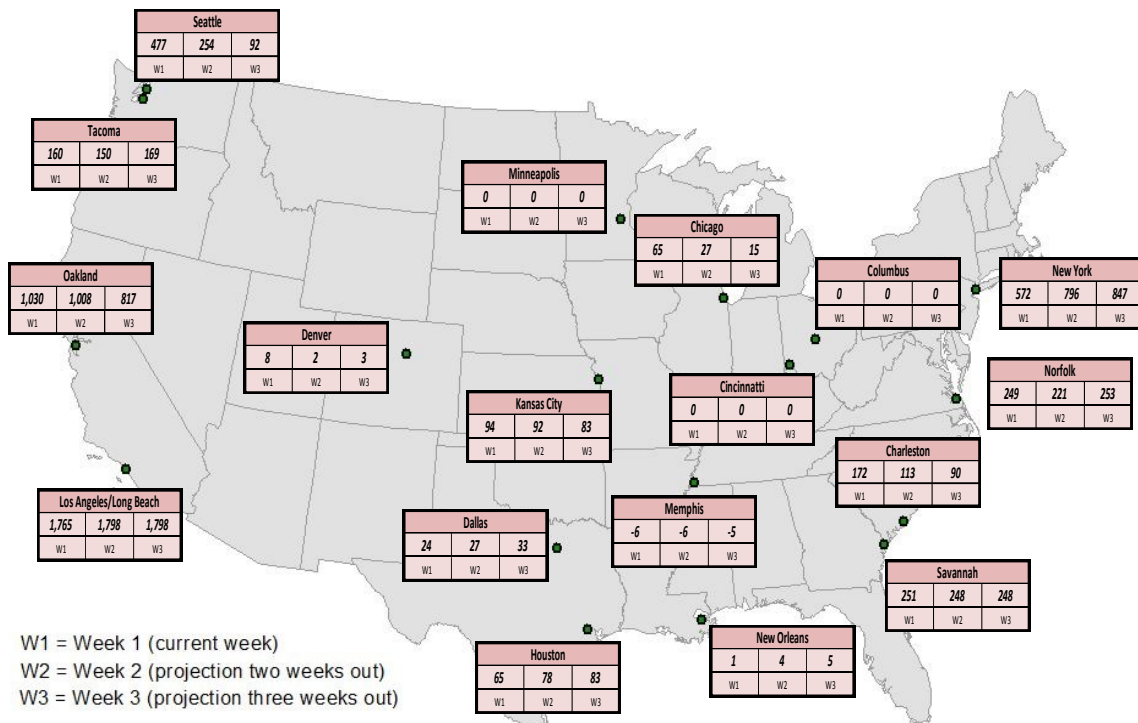 Seattle
477 254 92
W1 W2 W3
Tacoma
160 150 169
W1 W2 W3
Minneapolis
0 0 0
W1 W2 W3
Chicago
65 27 15
W1 W2 W3
Oakland
1,030 1,008 817
W1 W2 W3
Columbus
0 0 0
W1 W2 W3
New York
572 796 847
W1 W2 W3
Denver
8 2 3
W1 W2 W3
Cincinnatti
0 0 0
W1 W2 W3
Norfolk
249 221 253
W1 W2 W3
Kansas City
94 92 83
W1 W2 W3
Charleston
172 113 90
W1 W2 W3
Los Angeles/Long Beach
1,765 1,798 1,798
W1 W2 W3
Dallas
24 27 33
W1 W2 W3
Memphis
-6 -6 -5
W1 W2 W3
Savannah
251 248 248
W1 W2 W3
New Orleans
1 4 5
W1 W2 W3
Houston
65 78 83
W1 W2 W3
W1 = Week 1 (current week)
W2 = Week 2 (projection two weeks out)
W3 = Week 3 (projection three weeks out)